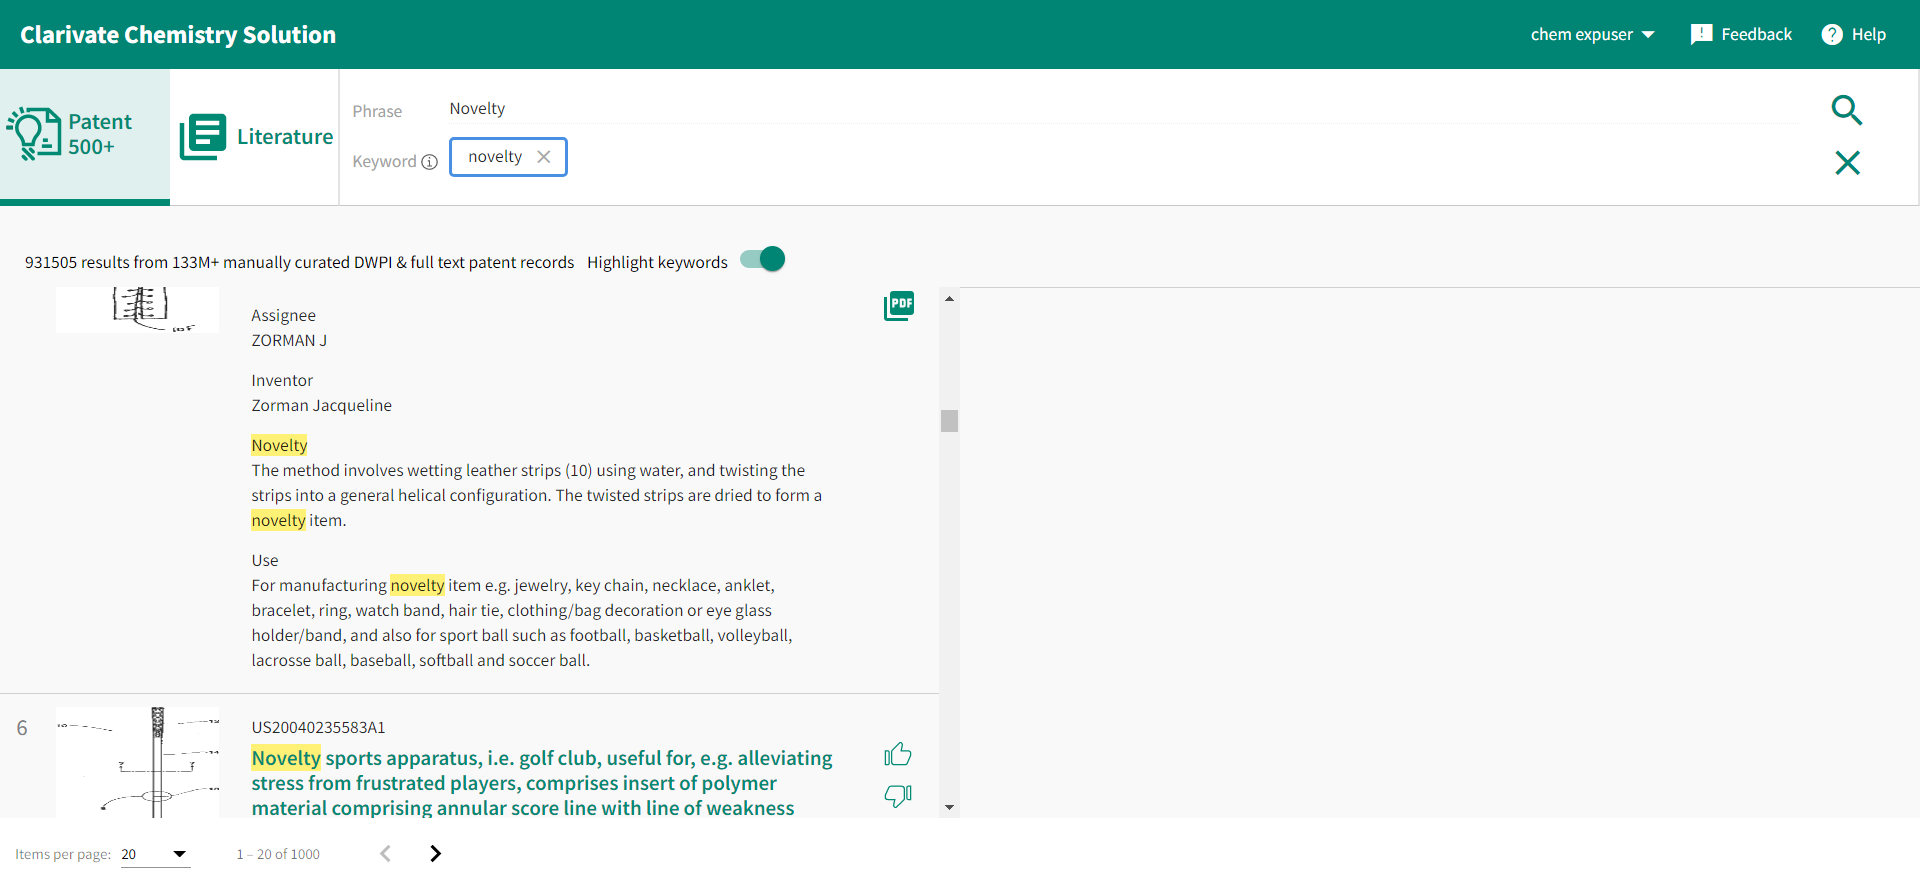 Clarivate Chemistry Solution
chem expuser
Feedback
Help
Patent
500+
Literature
Phrase
Novelty
Keyword
novelty
931505 results from 133M+ manually curated DWPI & full text patent records
Highlight keywords
PDF
Assignee
ZORMAN J
Inventor
Zorman Jacqueline
Novelty
The method involves wetting leather strips (10) using water, and twisting the
strips into a general helical configuration. The twisted strips are dried to form a
novelty item.
Use
For manufacturing novelty item e.g. jewelry, key chain, necklace, anklet,
bracelet, ring, watch band, hair tie, clothing/bag decoration or eye glass
holder/band, and also for sport ball such as football, basketball, volleyball,
lacrosse ball, baseball, softball and soccer ball.
6
US20040235583A1
Novelty sports apparatus, i.e. golf club, useful for, e.g. alleviating
stress from frustrated players, comprises insert of polymer
material comprising annular score line with line of weakness
Items per page:
20
1 – 20 of 1000